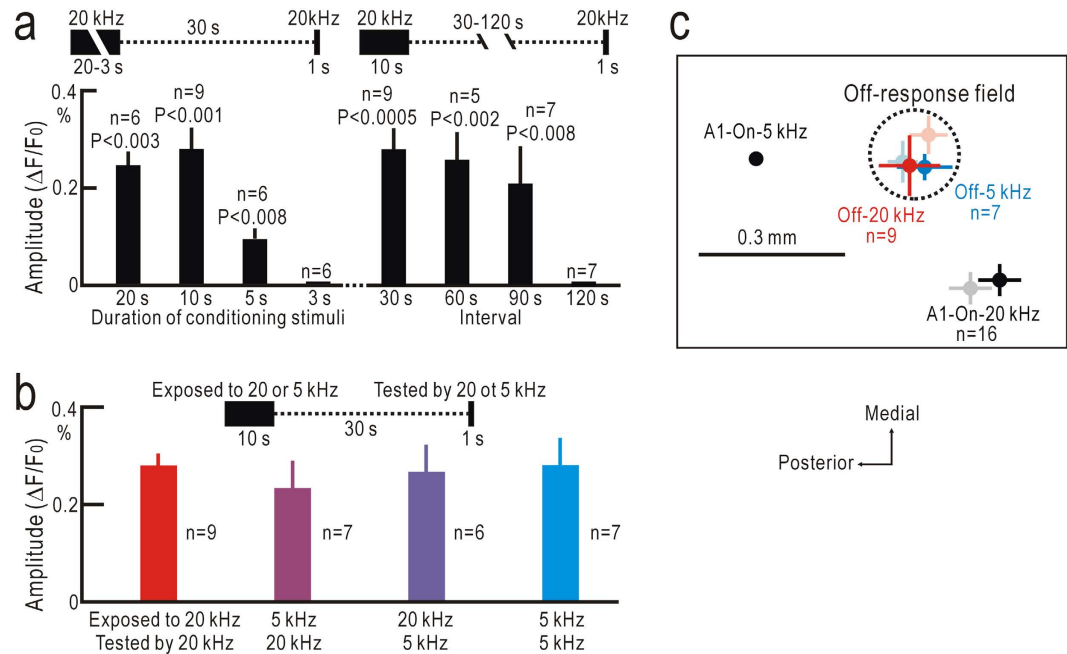 a
20 kHz
30 s
20kHz
20-3 s
1 s
20 kHz
30-120 s
20kHz
10 s
1 s
0.4
%
0.2
0
Amplitude (ΔF/F0)
n=6
P<0.003
n=9
P<0.001
n=6
P<0.008
n=6
n=9
P<0.0005
n=5
P<0.002
n=7
P<0.008
n=7
20 s 10 s 5 s 3 s 30 s 60 s 90 s 120 s
Duration of conditioning stimuli Interval
b
Exposed to 20 or 5 kHz Tested by 20 ot 5 kHz
10 s 30 s 1 s
0.4
%
0.2
0
Amplitude (ΔF/F0)
n=9 n=7 n=6 n=7
Exposed to 20 kHz 5 kHz 20 kHz 5 kHz
Tested by 20 kHz 20 kHz 5 kHz 5 kHz
c
Off-response field
A1-On-5 kHz
Off-5 kHz
n=7
Off-20 kHz
n=9
0.3 mm
A1-On-20 kHz
n=16
Medial
Posterior